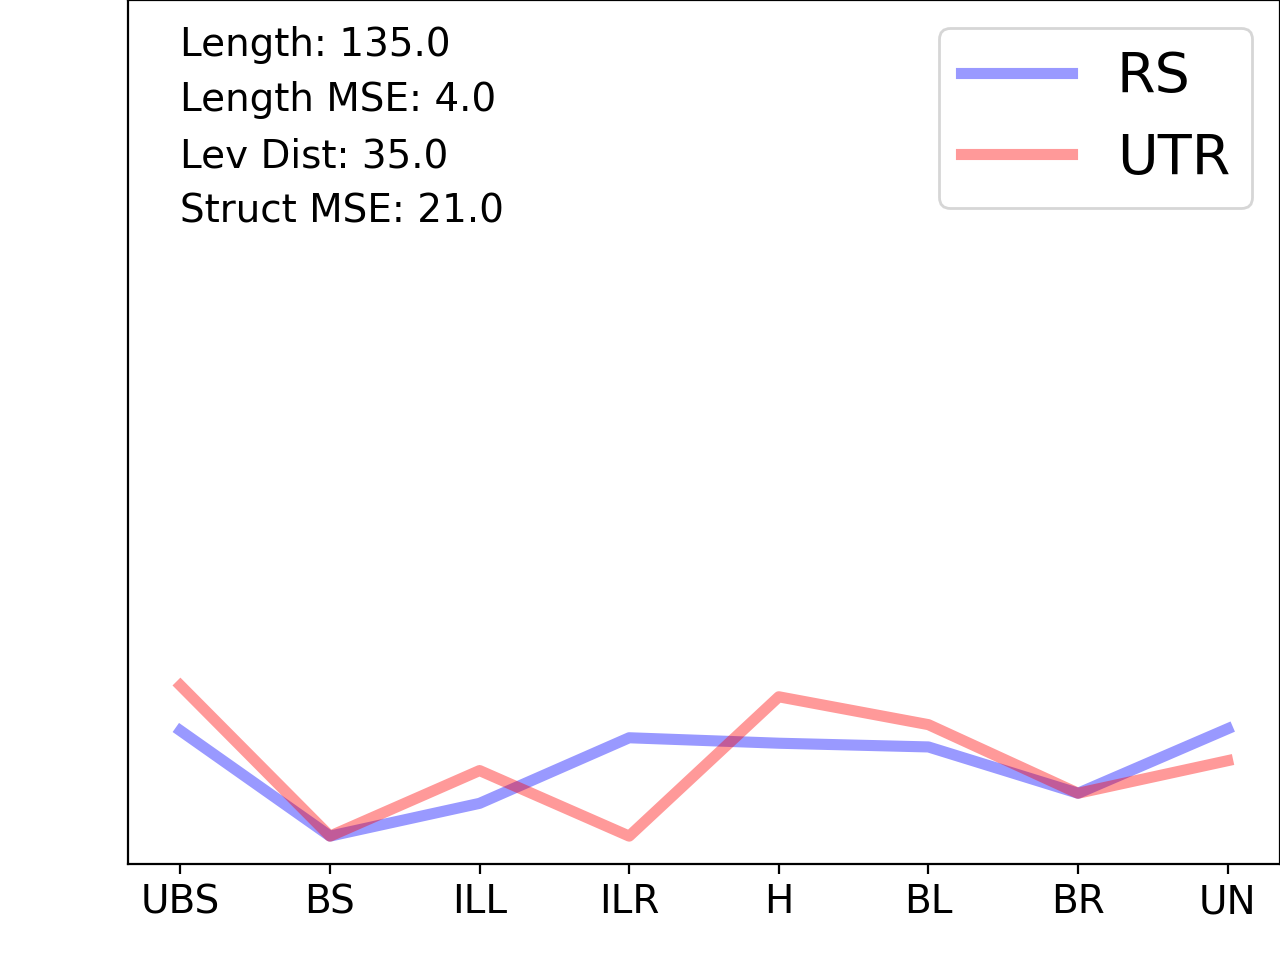 Length: 135.0
Length MSE: 4.0
Lev Dist: 35.0
Struct MSE: 21.0
RS
UTR
UBS BS ILL ILR H BL BR UN